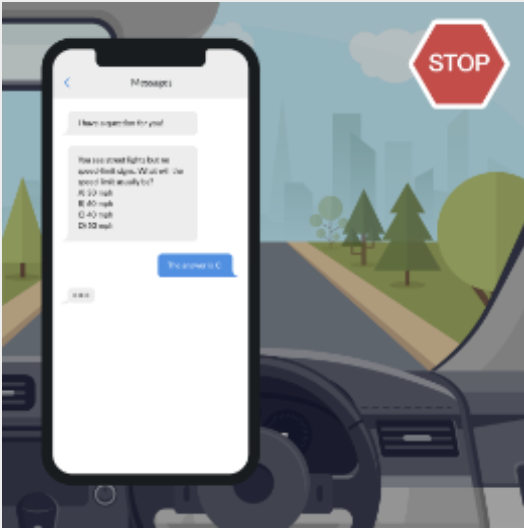 STOP
Messages
I have a question for you!
You see street lights but no
speed-limit signs. What will the
speed limit usually be?
A) 30 mph
B) 60 mph
C) 40 mph
D) 50 mph
The answer is C